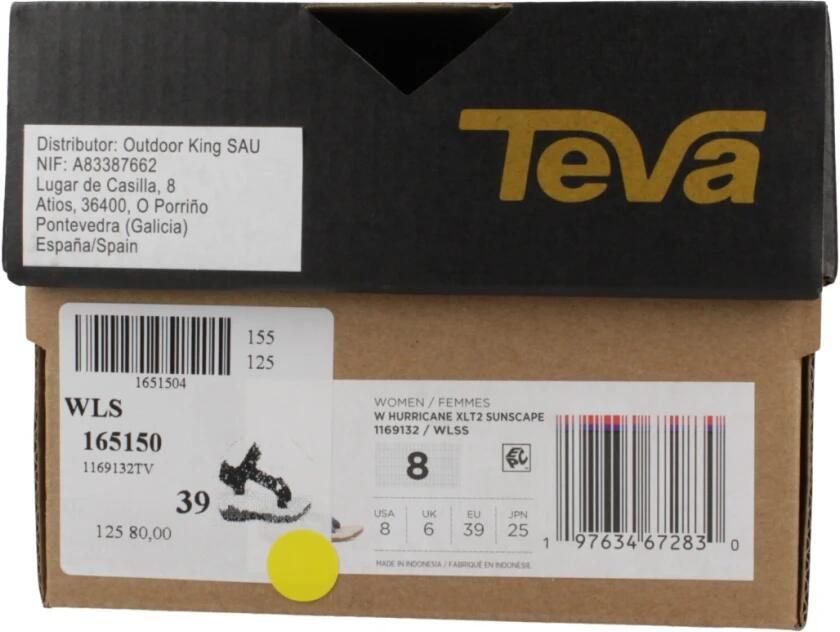 Teva
Distributor: Outdoor King SAU
NIF: A83387662
Lugar de Casilla, 8
Atios, 36400, O Porriño
Pontevedra (Galicia)
España/Spain
155
125
1651504
WLS
165150
1169132TV
39
125 80,00
WOMEN / FEMMES
W HURRICANE XLT2 SUNSCAPE
1169132 / WLSS
8
EPC
USA UK EU JPN
8 6 39 25
MADE IN INDONESIA / FABRIQUÉ EN INDONÉSIE
1 97634 67283 0